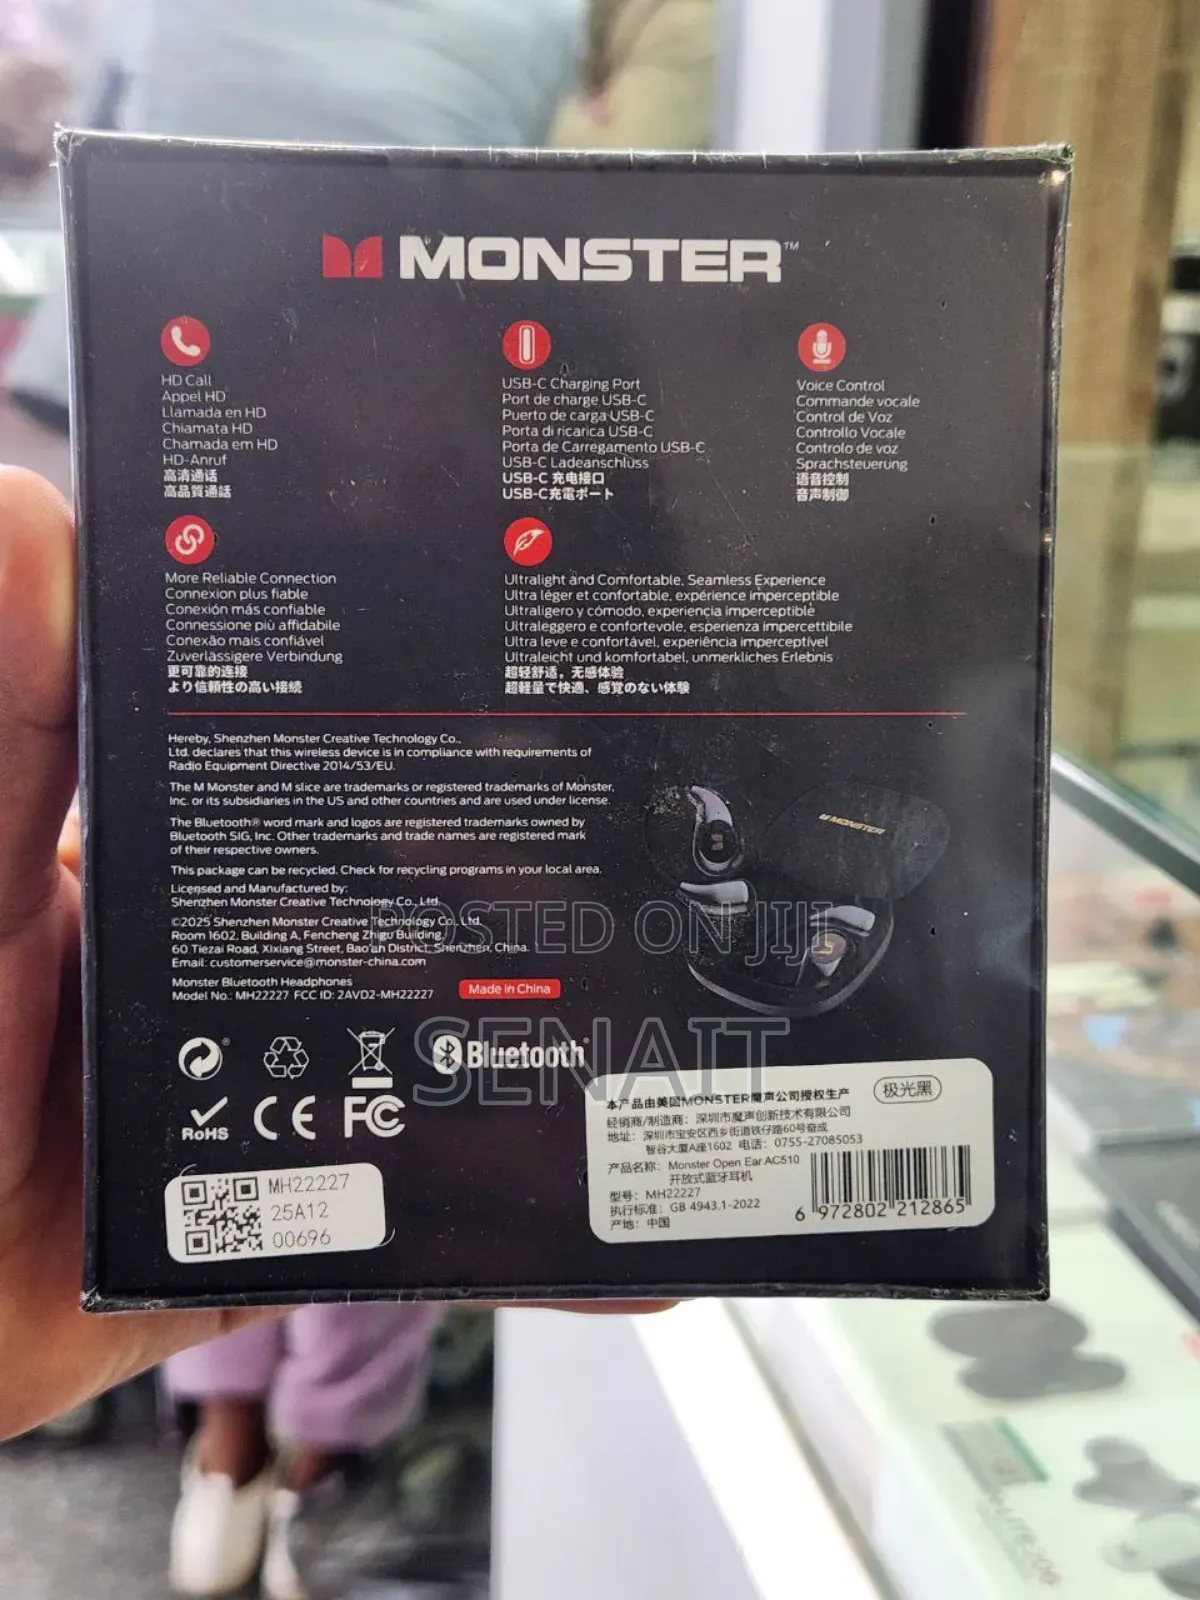 MONSTER™
HD Call
Appel HD
Llamada en HD
Chiamata HD
Chamada em HD
HD-Anruf
高清通话
高品質通話
USB-C Charging Port
Port de charge USB-C
Puerto de carga USB-C
Porta di ricarica USB-C
Porta de Carregamento USB-C
USB-C Ladeanschluss
USB-C 充电接口
USB-C充電ポート
Voice Control
Commande vocale
Control de Voz
Controllo Vocale
Controlo de voz
Sprachsteuerung
语音控制
音声制御
More Reliable Connection
Connexion plus fiable
Conexión más confiable
Connessione più affidabile
Conexão mais confiável
Zuverlässigere Verbindung
更可靠的连接
より信頼性の高い接続
Ultralight and Comfortable, Seamless Experience
Ultra léger et confortable, expérience imperceptible
Ultraligero y cómodo, experiencia imperceptible
Ultraleggero e confortevole, esperienza impercettibile
Ultra leve e confortável, experiência imperceptível
Ultraleicht und komfortabel, unmerkliches Erlebnis
超轻舒适，无感体验
超軽量で快適、感覚のない体験
Hereby, Shenzhen Monster Creative Technology Co.,
Ltd. declares that this wireless device is in compliance with requirements of
Radio Equipment Directive 2014/53/EU.
The M Monster and M slice are trademarks or registered trademarks of Monster,
Inc. or its subsidiaries in the US and other countries and are used under license.
The Bluetooth® word mark and logos are registered trademarks owned by
Bluetooth SIG, Inc. Other trademarks and trade names are registered mark
of their respective owners.
This package can be recycled. Check for recycling programs in your local area.
Licensed and Manufactured by:
Shenzhen Monster Creative Technology Co., Ltd.
©2025 Shenzhen Monster Creative Technology Co., Ltd.
Room 1602, Building A, Fencheng Zhigu Building,
60 Tiezai Road, Xixiang Street, Bao'an District, Shenzhen, China.
Email: customerservice@monster-china.com
Monster Bluetooth Headphones
Model No.: MH22227 FCC ID: 2AVD2-MH22227
Made in China
MONSTER
POSTED ON JIJI
SENAIT
Bluetooth®
RoHS
CE
FC
MH22227
25A12
00696
本产品由美国MONSTER魔声公司授权生产
极光黑
经销商/制造商：深圳市魔声创新技术有限公司
地址：深圳市宝安区西乡街道铁仔路60号奋成
智谷大厦A座1602 电话：0755-27085053
产品名称：Monster Open Ear AC510
开放式蓝牙耳机
型号：MH22227
执行标准：GB 4943.1-2022
产地：中国
6 972802 212865